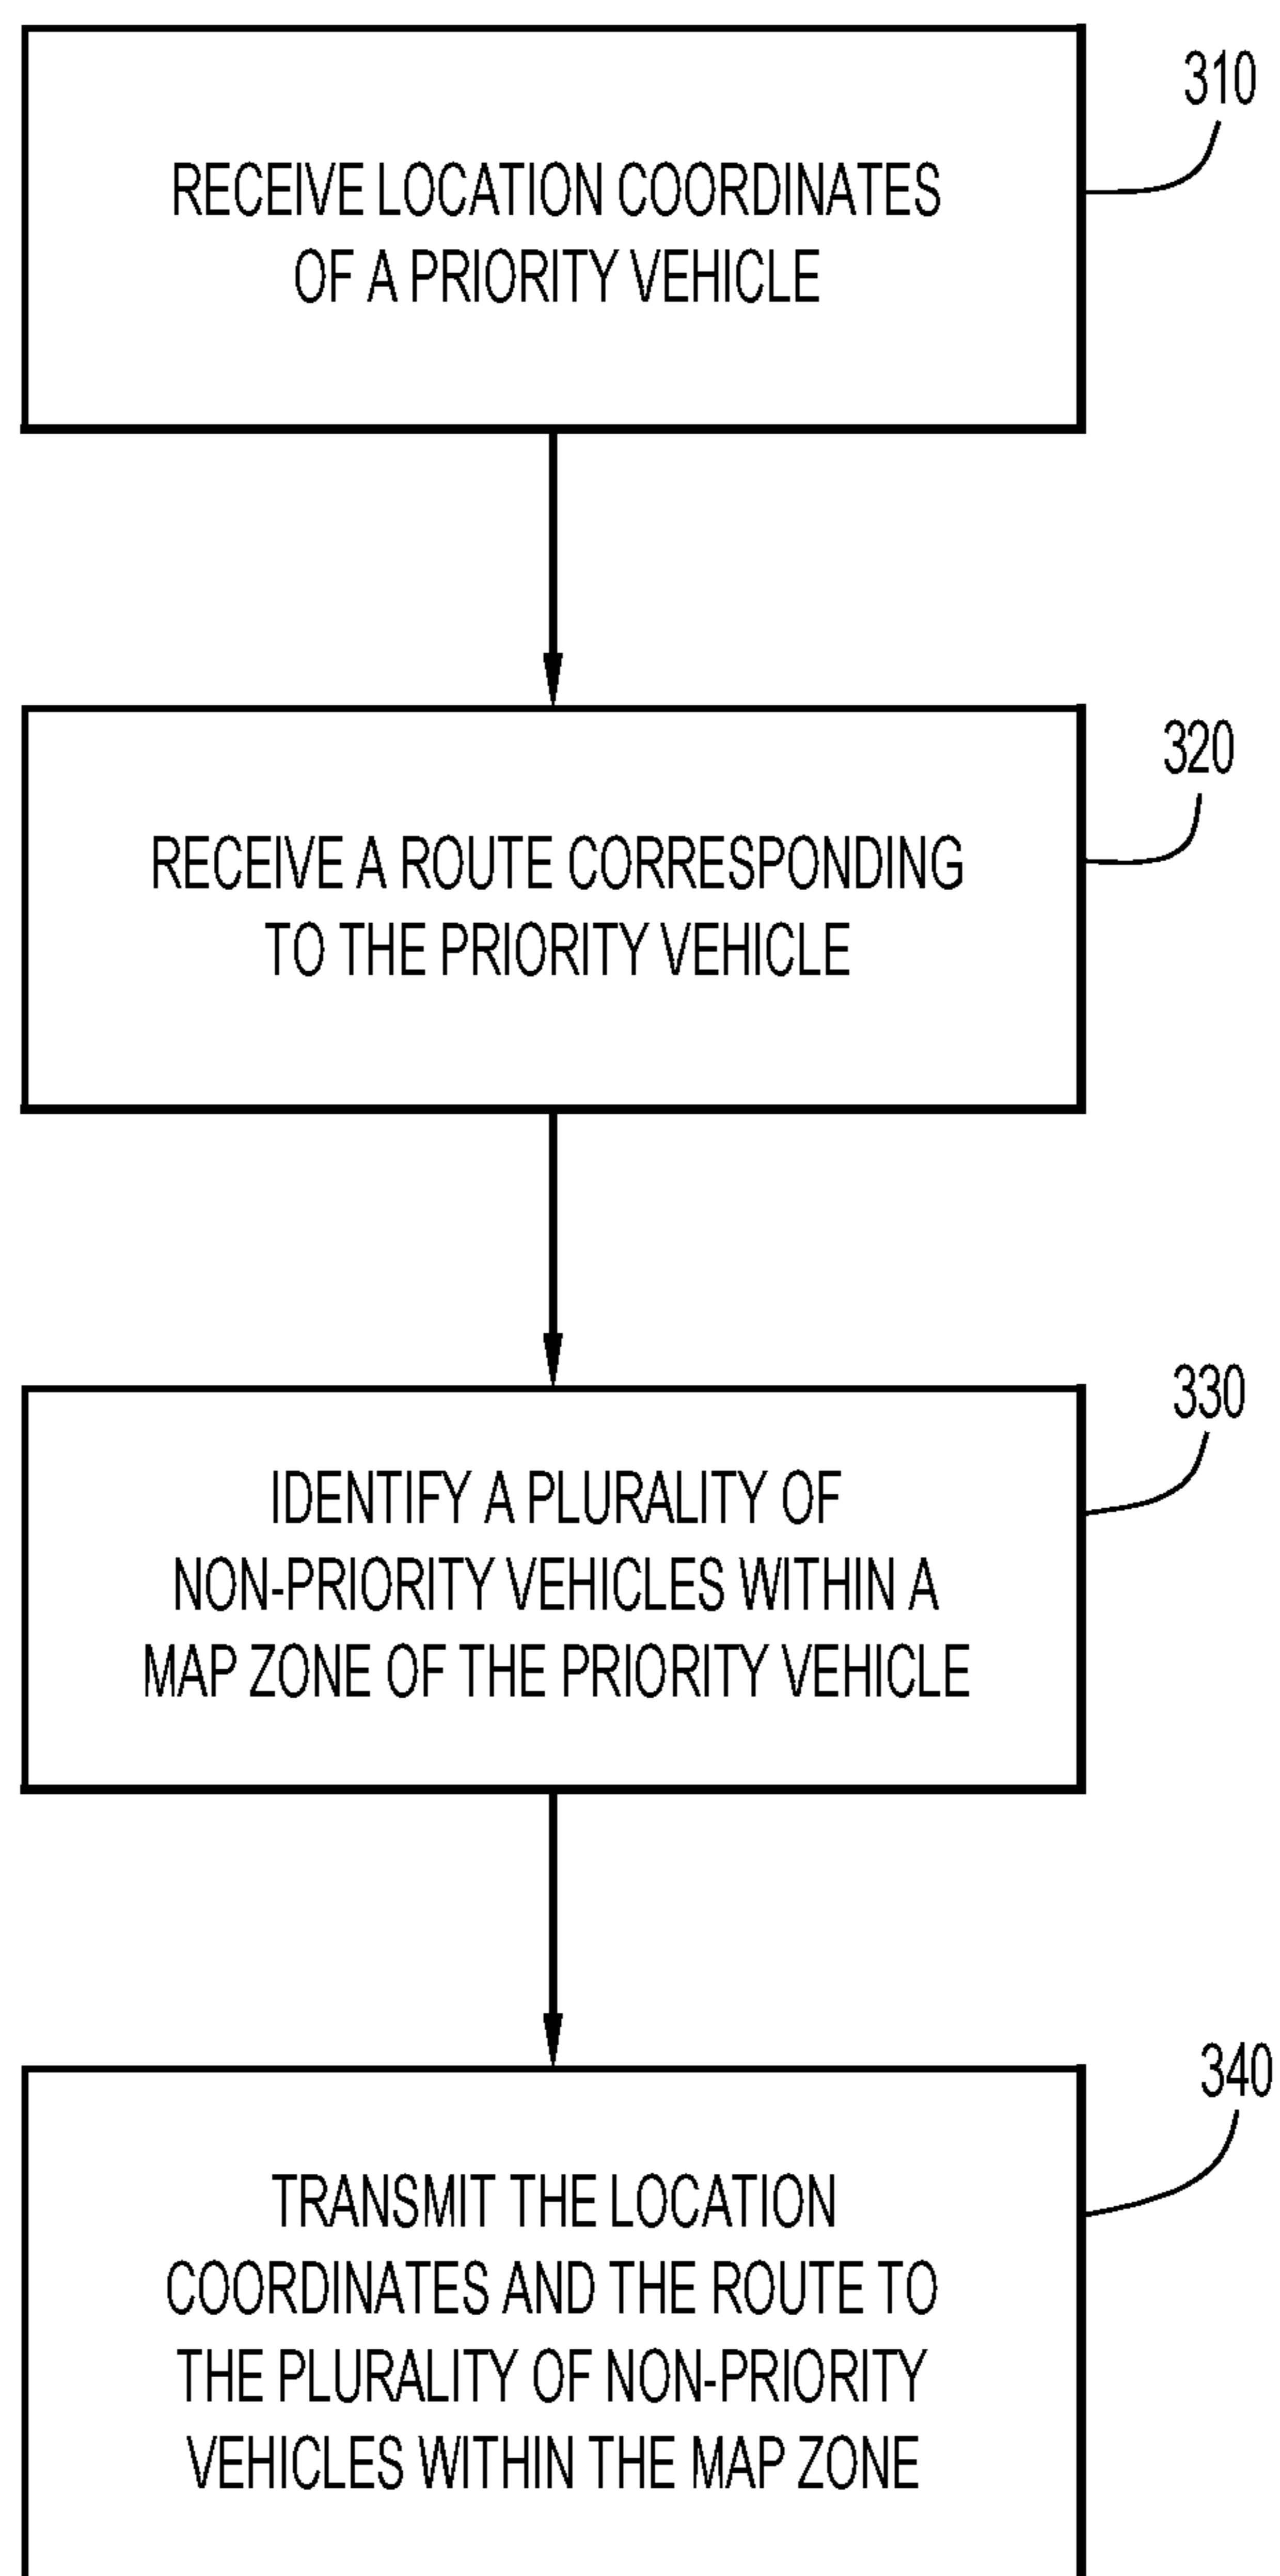 310
RECEIVE LOCATION COORDINATES
OF A PRIORITY VEHICLE
320
RECEIVE A ROUTE CORRESPONDING
TO THE PRIORITY VEHICLE
330
IDENTIFY A PLURALITY OF
NON-PRIORITY VEHICLES WITHIN A
MAP ZONE OF THE PRIORITY VEHICLE
340
TRANSMIT THE LOCATION
COORDINATES AND THE ROUTE TO
THE PLURALITY OF NON-PRIORITY
VEHICLES WITHIN THE MAP ZONE